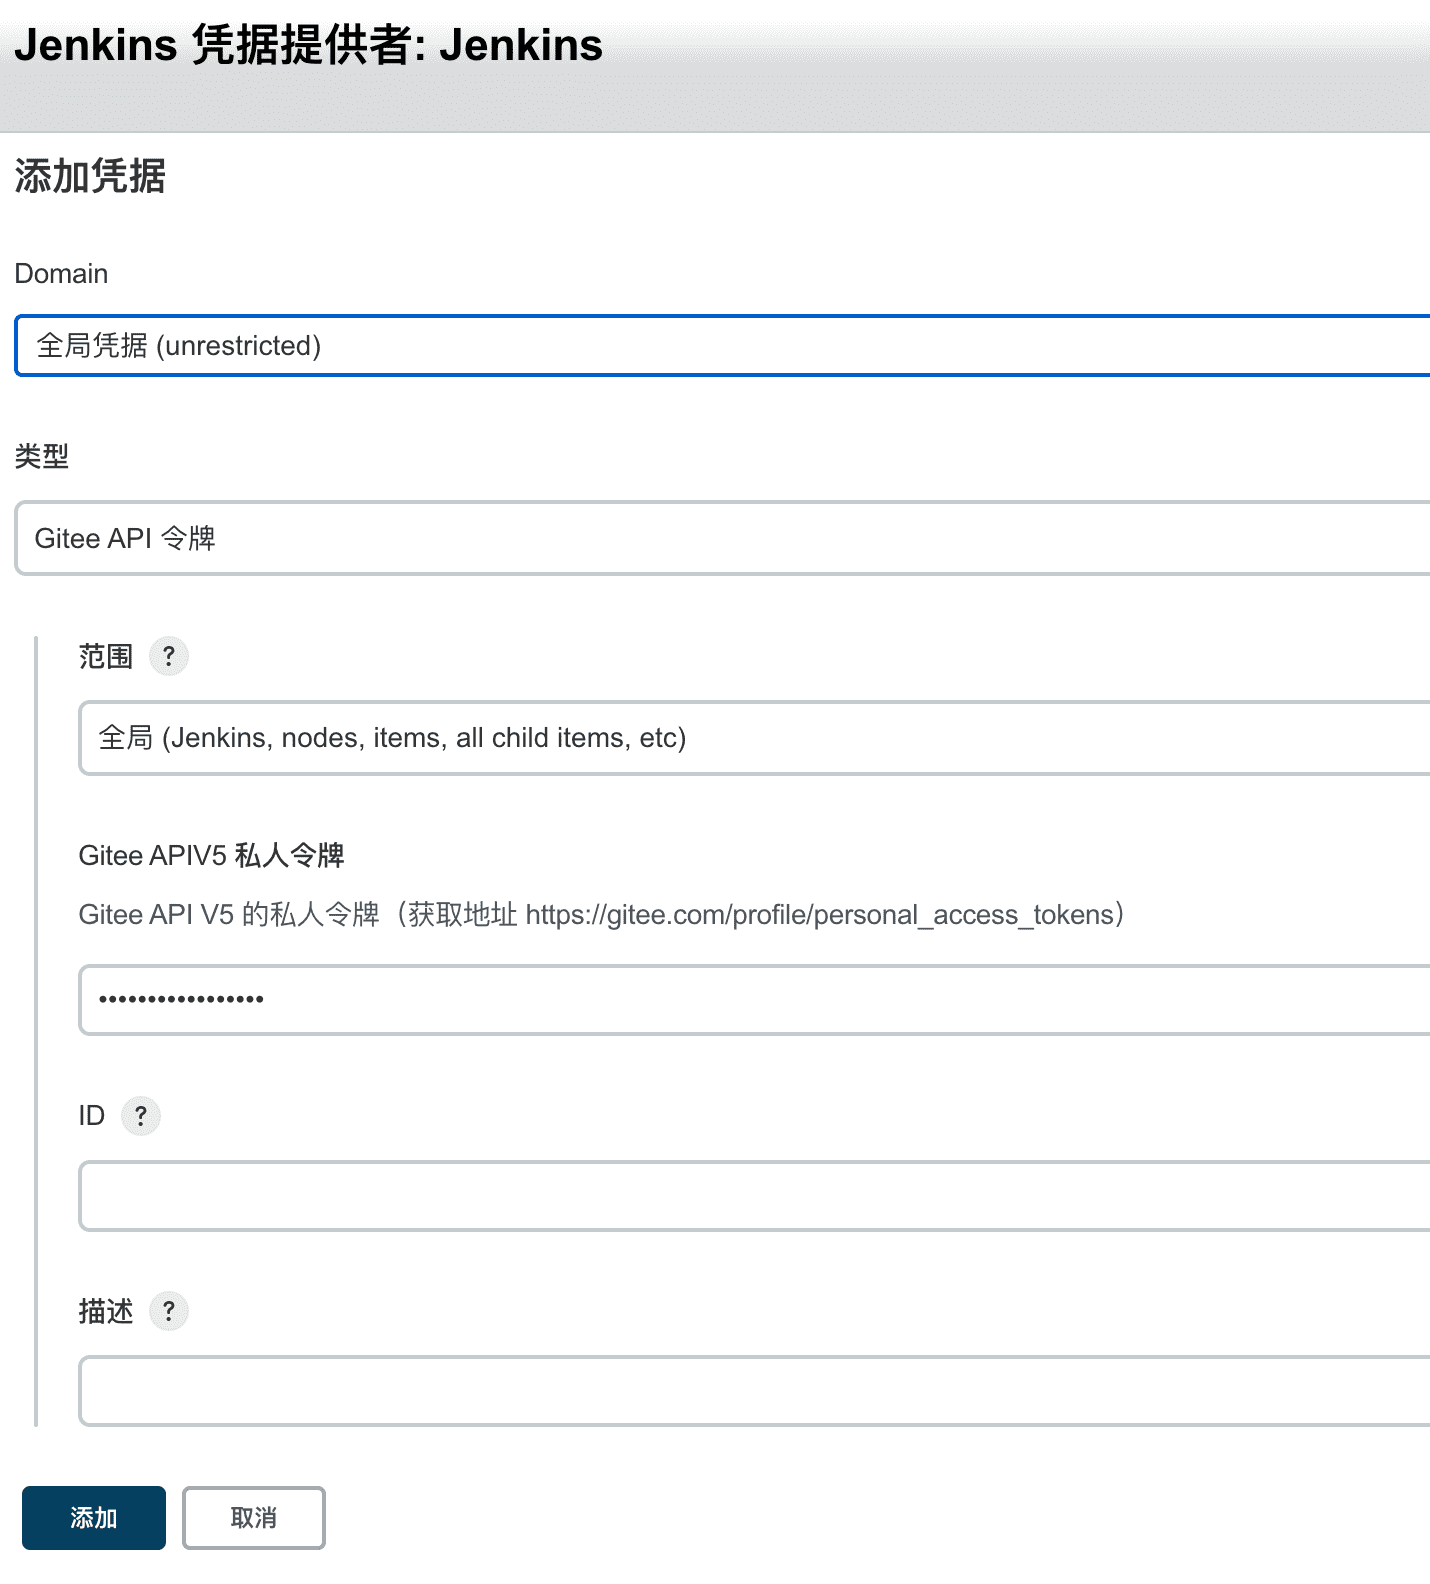 Jenkins 凭据提供者: Jenkins
添加凭据
Domain
全局凭据 (unrestricted)
类型
Gitee API 令牌
范围 ?
全局 (Jenkins, nodes, items, all child items, etc)
Gitee APIV5 私人令牌
Gitee API V5 的私人令牌（获取地址 https://gitee.com/profile/personal_access_tokens）
•••••••••••••••••
ID ?
描述 ?
添加 取消